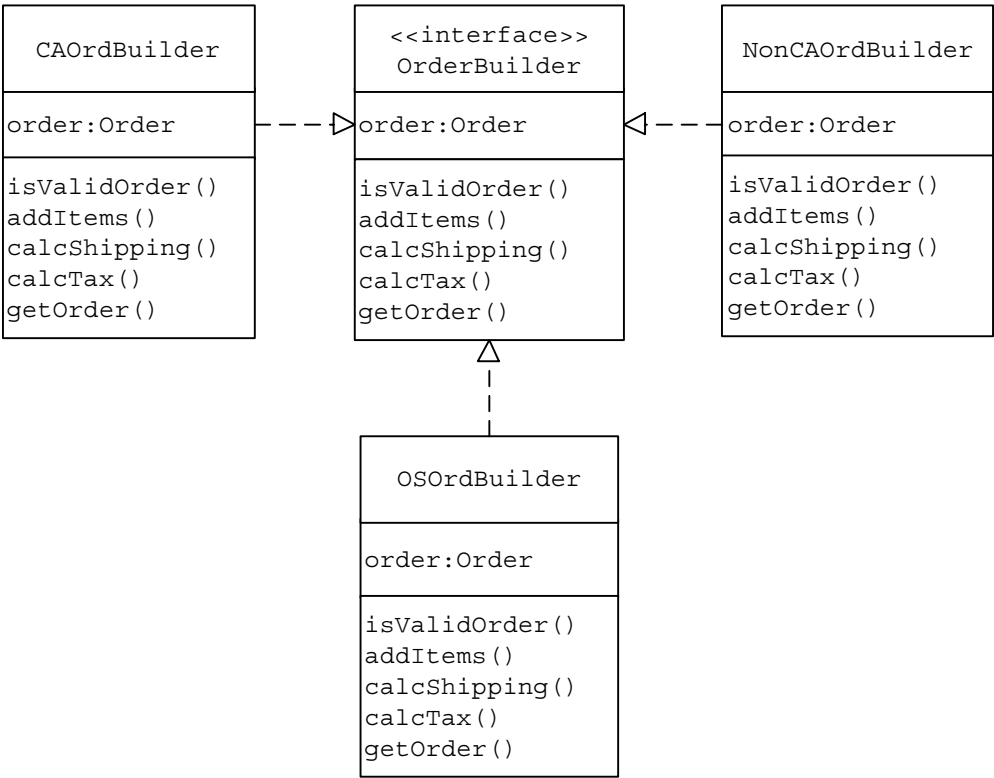 CAOrdBuilder
order:Order
isValidOrder()
addItems()
calcShipping()
calcTax()
getOrder()
<<interface>>
OrderBuilder
order:Order
isValidOrder()
addItems()
calcShipping()
calcTax()
getOrder()
NonCAOrdBuilder
order:Order
isValidOrder()
addItems()
calcShipping()
calcTax()
getOrder()
OSOrdBuilder
order:Order
isValidOrder()
addItems()
calcShipping()
calcTax()
getOrder()